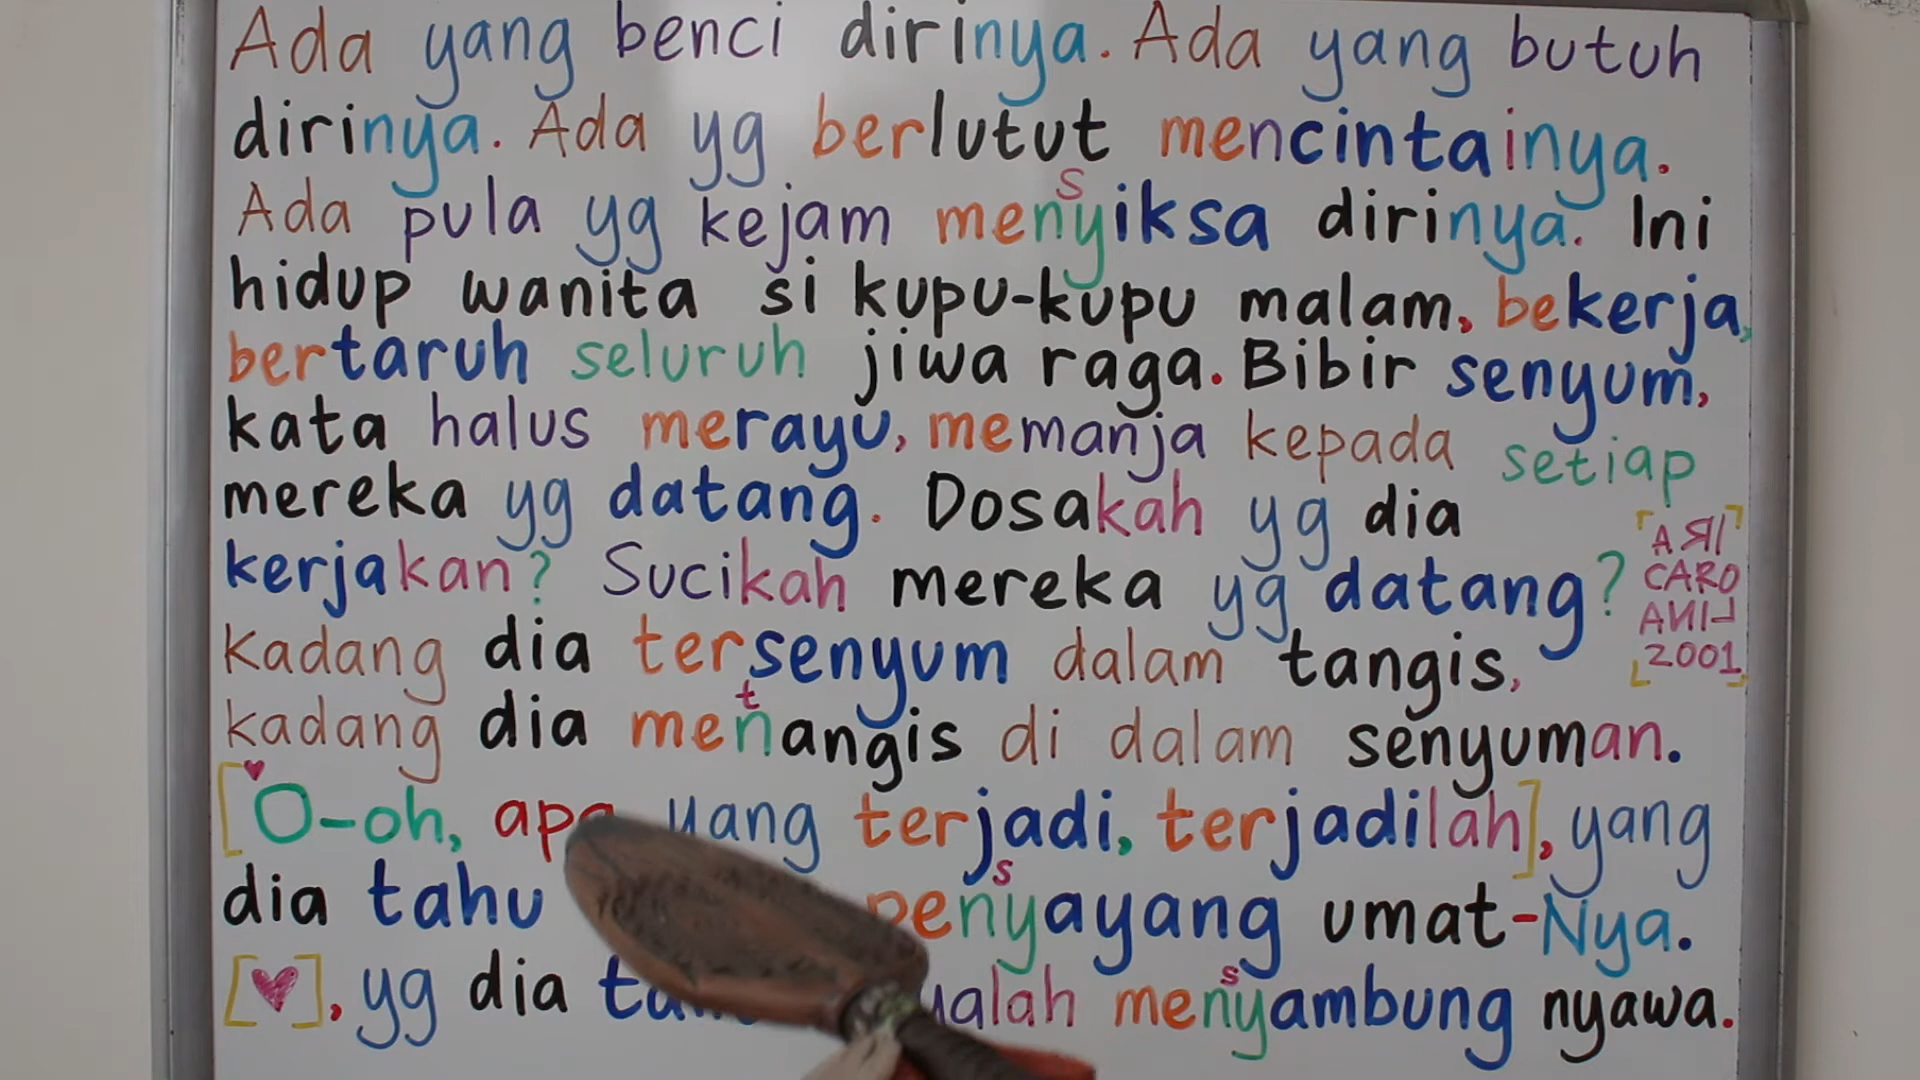 Ada yang benci dirinya. Ada yang butuh
dirinya. Ada yg berlutut mencintainya.
s
Ada pula yg kejam menyiksa dirinya. Ini
hidup wanita si kupu-kupu malam, bekerja,
bertaruh seluruh jiwa raga. Bibir senyum,
kata halus merayu, memanja kepada setiap
mereka yg datang. Dosakah yg dia
kerjakan? Sucikah mereka yg datang?
ARI
CARO
LINA
2001
Kadang dia tersenyum dalam tangis,
t
kadang dia menangis di dalam senyuman.
[O-oh, apa yang terjadi, terjadilah], yang
s
dia tahu penyayang umat-Nya.
s
[♥], yg dia menyambung nyawa.